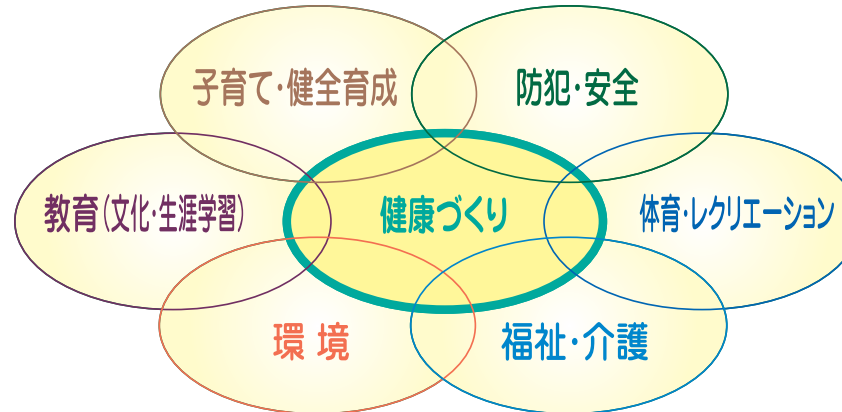 子育て・健全育成
防犯・安全
教育（文化・生涯学習）
健康づくり
体育・レクリエーション
環境
福祉・介護